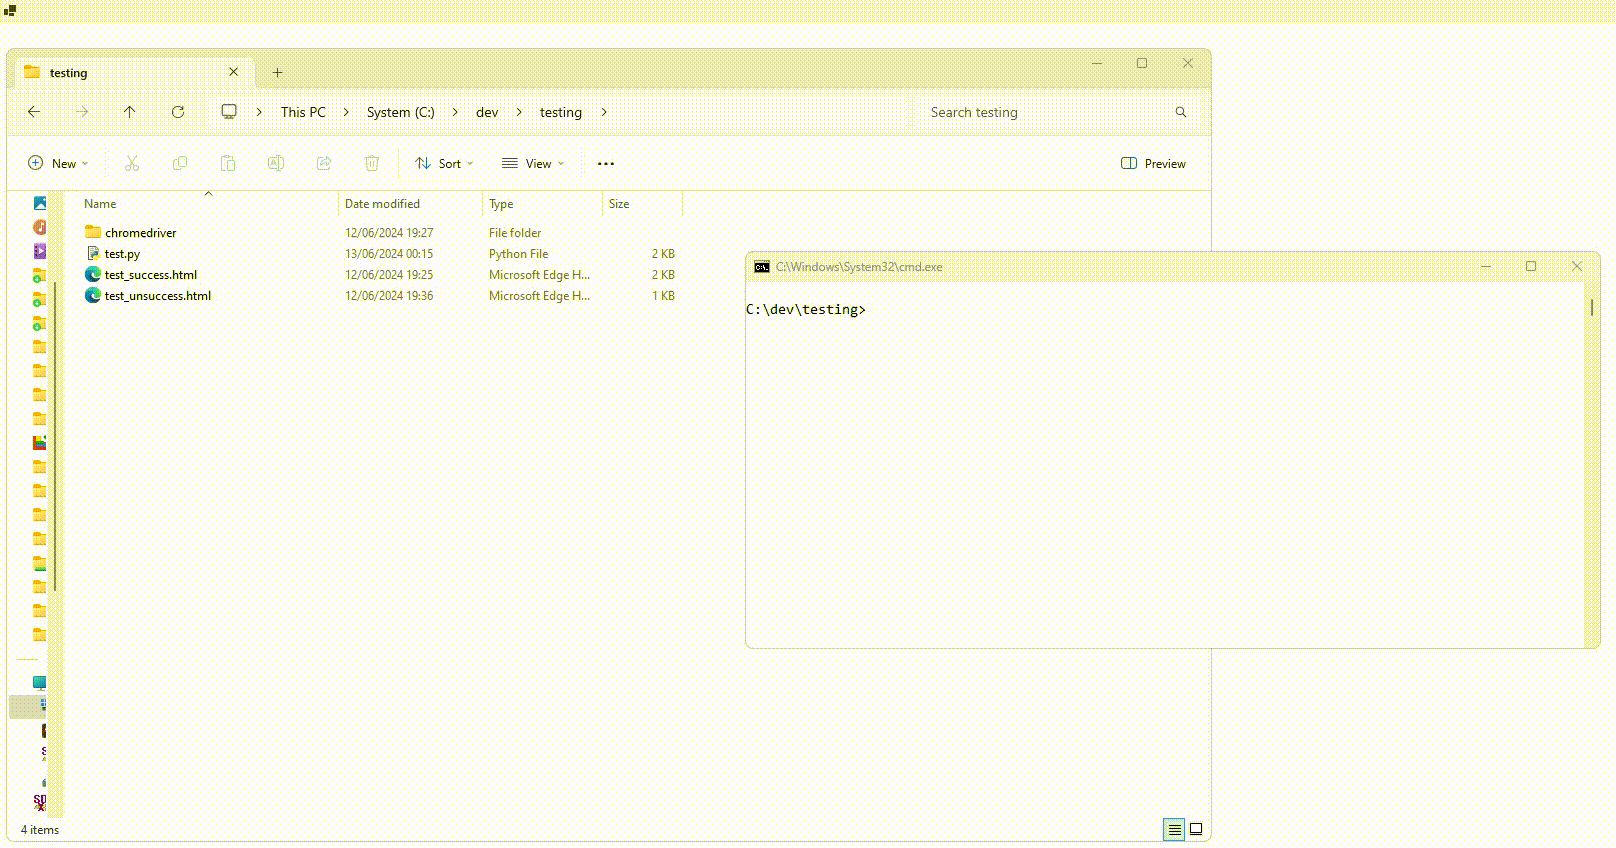 testing
This PC > System (C:) > dev > testing >
Search testing
New
Sort
View
Preview
Name Date modified Type Size
chromedriver 12/06/2024 19:27 File folder
test.py 13/06/2024 00:15 Python File 2 KB
test_success.html 12/06/2024 19:25 Microsoft Edge H... 2 KB
test_unsuccess.html 12/06/2024 19:36 Microsoft Edge H... 1 KB
4 items
C:\Windows\System32\cmd.exe
C:\dev\testing>